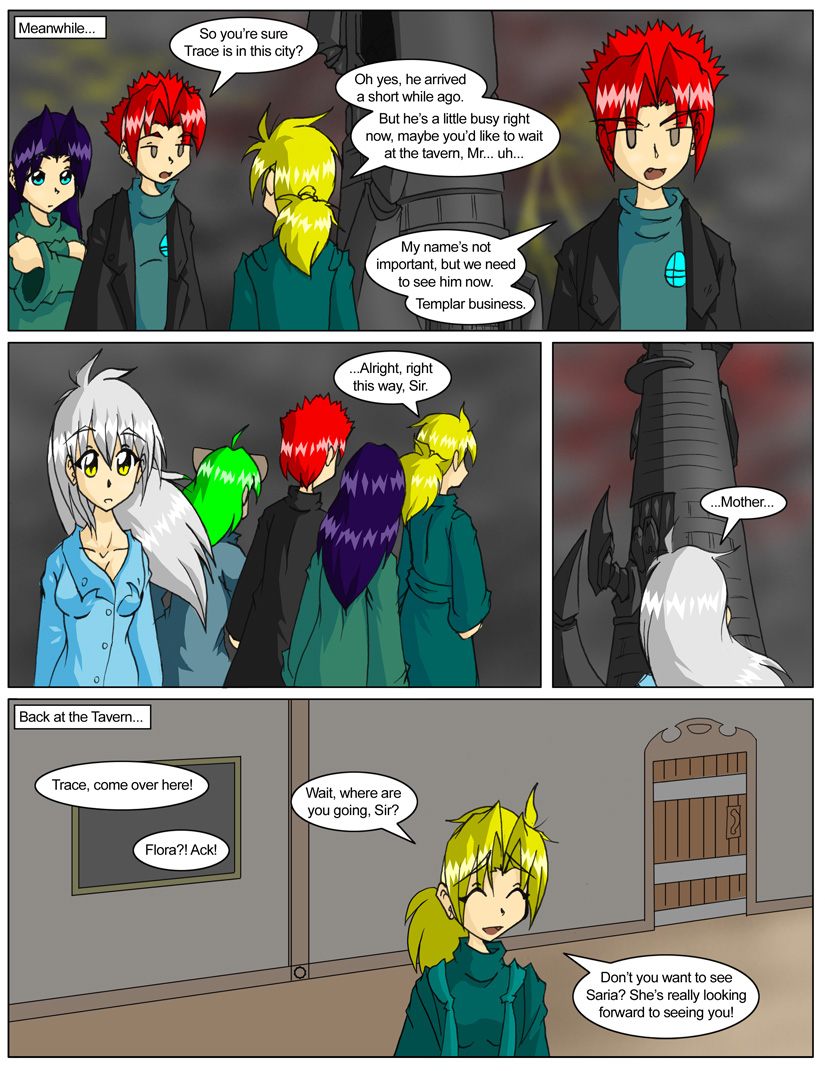 Meanwhile...
So you're sure
Trace is in this city?
Oh yes, he arrived
a short while ago.
But he's a little busy right
now, maybe you'd like to wait
at the tavern, Mr... uh...
My name's not
important, but we need
to see him now.
Templar business.
...Alright, right
this way, Sir.
...Mother...
Back at the Tavern...
Trace, come over here!
Flora?! Ack!
Wait, where are
you going, Sir?
Don't you want to see
Saria? She's really looking
forward to seeing you!